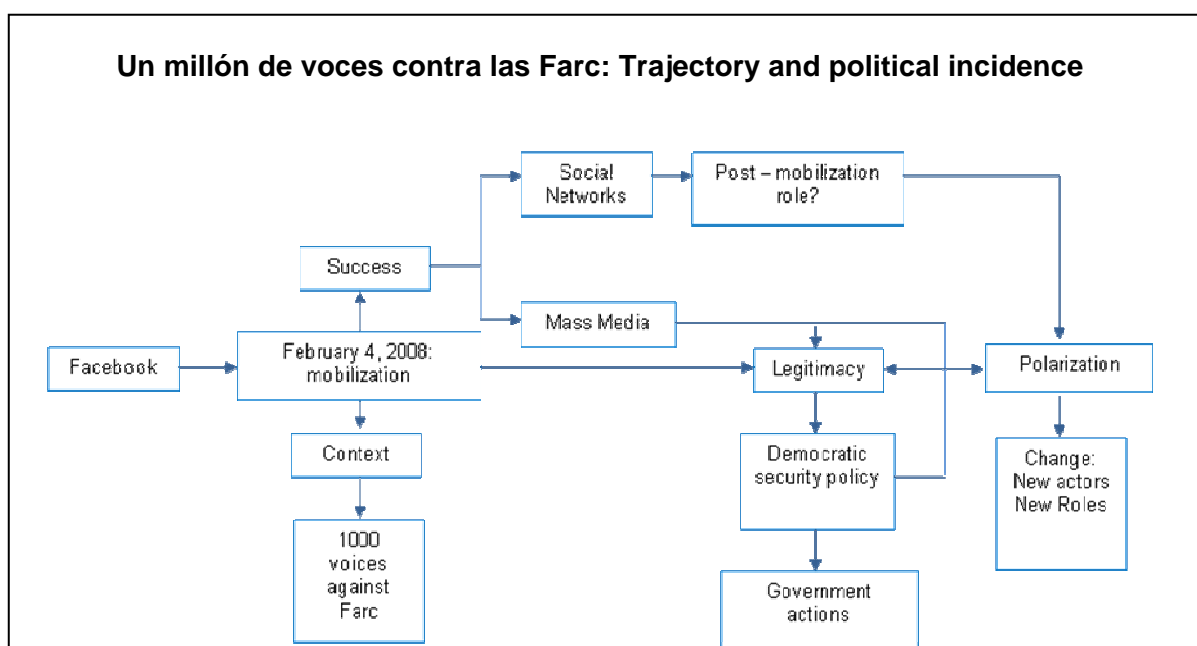 Un millón de voces contra las Farc: Trajectory and political incidence
Social
Networks
Post – mobilization
role?
Success
Mass Media
Facebook
February 4, 2008:
mobilization
Legitimacy
Polarization
Context
Democratic
security policy
Change:
New actors
New Roles
1000
voices
against
Farc
Government
actions